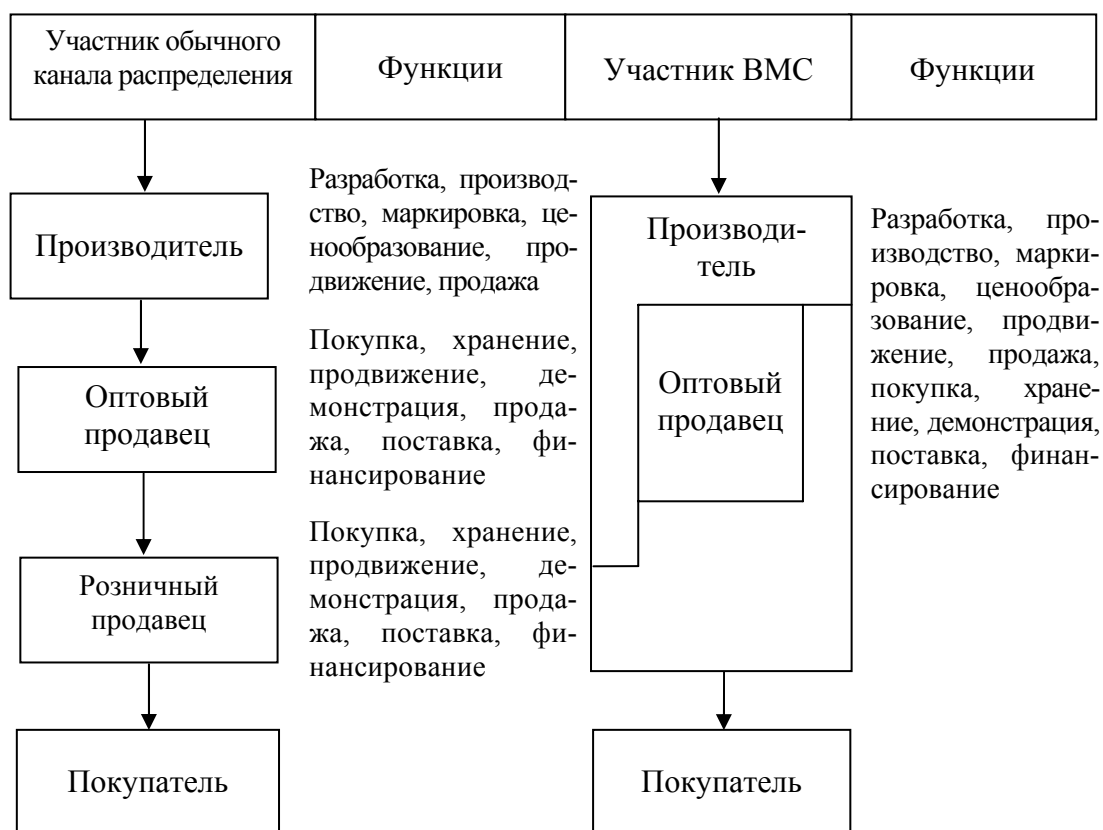 Участник обычного
канала распределения
Функции
Участник ВМС
Функции
Производитель
Разработка, производ-
ство, маркировка, це-
нообразование, про-
движение, продажа
Оптовый
продавец
Покупка, хранение,
продвижение, де-
монстрация, прода-
жа, поставка, фи-
нансирование
Розничный
продавец
Покупка, хранение,
продвижение, де-
монстрация, прода-
жа, поставка, фи-
нансирование
Покупатель
Производи-
тель
Оптовый
продавец
Разработка, про-
изводство, марки-
ровка, ценообра-
зование, продви-
жение, продажа,
покупка, хране-
ние, демонстрация,
поставка, финан-
сирование
Покупатель